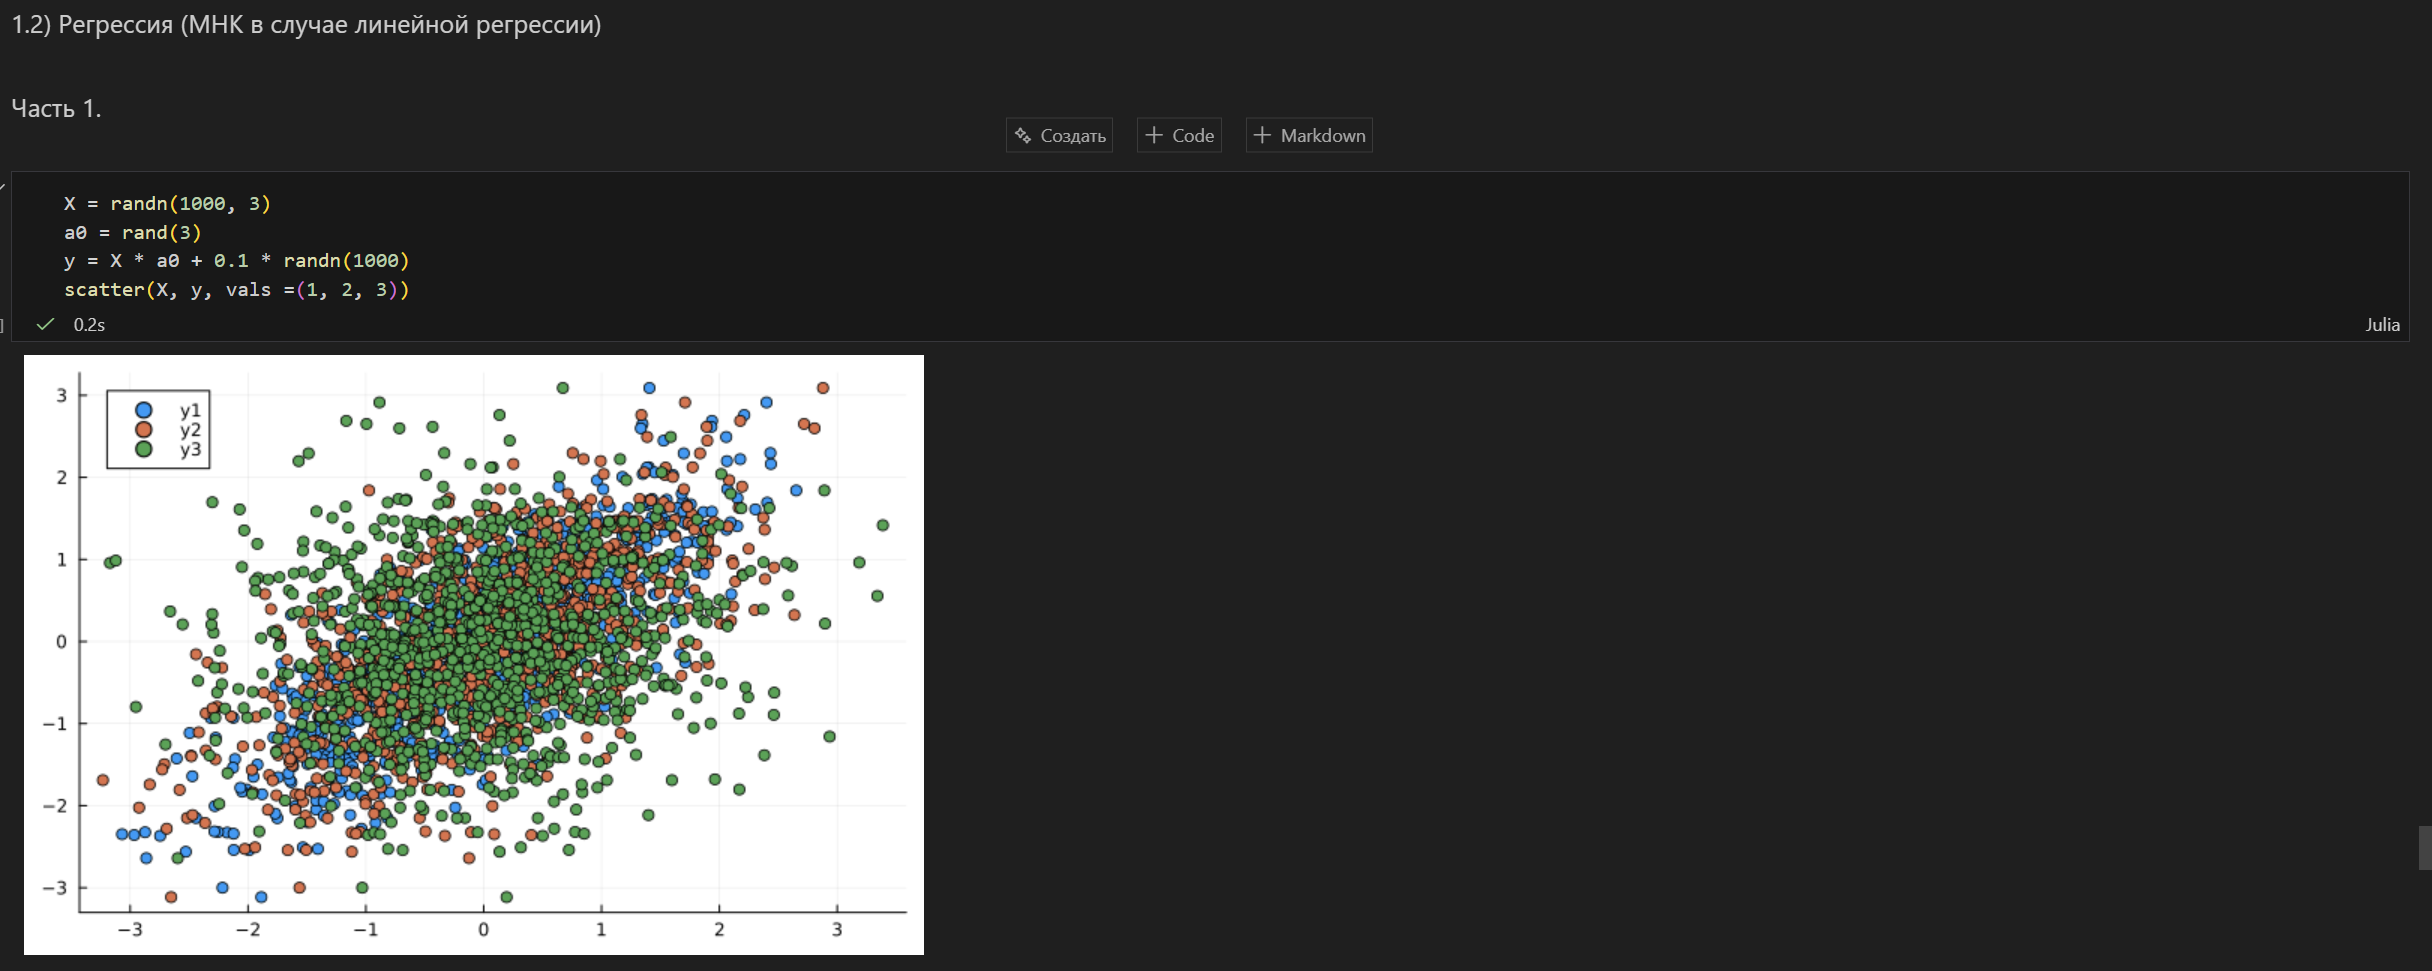 1.2) Регрессия (МНК в случае линейной регрессии)
Часть 1.
Создать
Code
Markdown
X = randn(1000, 3)
a0 = rand(3)
y = X * a0 + 0.1 * randn(1000)
scatter(X, y, vals =(1, 2, 3))
]
0.2s
Julia
y1
y2
y3
3
2
1
0
−1
−2
−3
−3 −2 −1 0 1 2 3